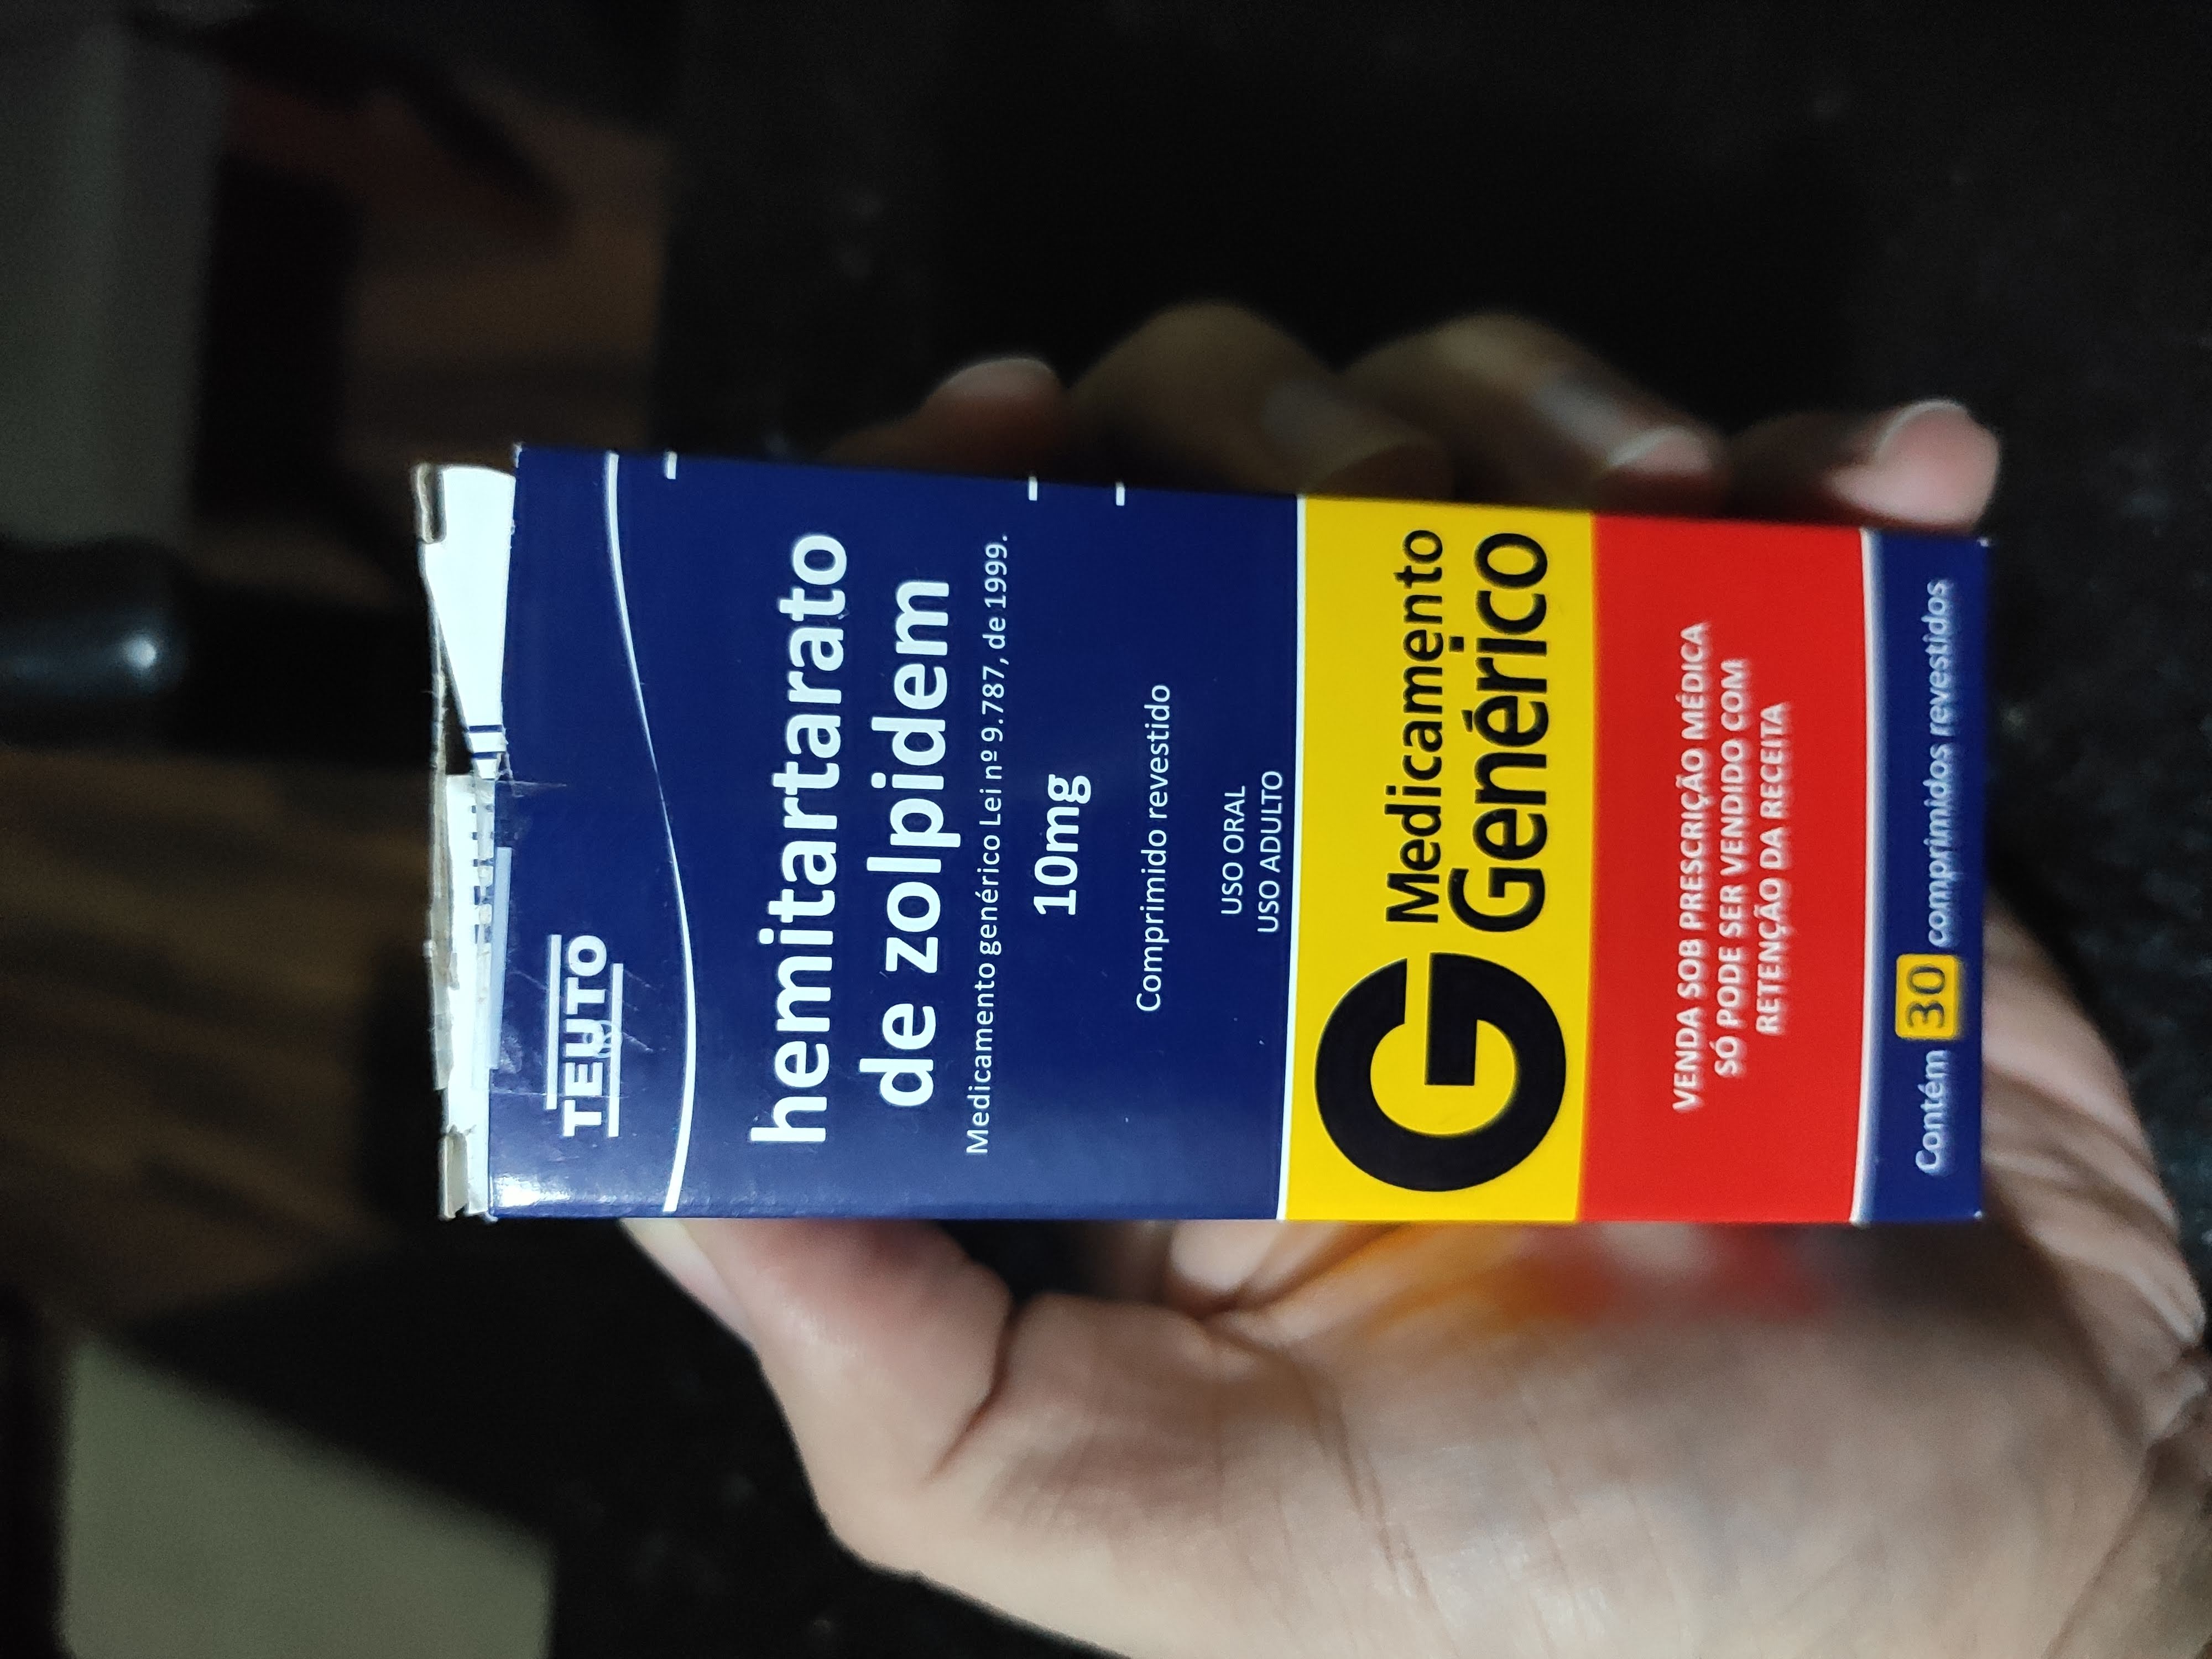 TEUTO
hemitartarato
de zolpidem
Medicamento genérico Lei nº 9.787, de 1999.
10mg
Comprimido revestido
USO ORAL
USO ADULTO
G Medicamento
Genérico
VENDA SOB PRESCRIÇÃO MÉDICA
SÓ PODE SER VENDIDO COM
RETENÇÃO DA RECEITA
Contém 30 comprimidos revestidos